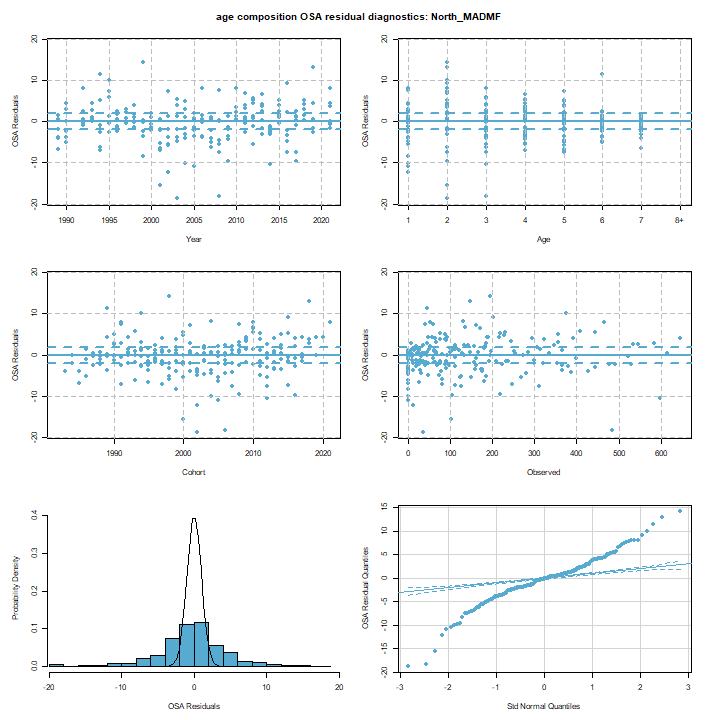 age composition OSA residual diagnostics: North_MADMF
20
10
0
-10
-20
OSA Residuals
1990 1995 2000 2005 2010 2015 2020
Year
20
10
0
-10
-20
OSA Residuals
1 2 3 4 5 6 7 8+
Age
20
10
0
-10
-20
OSA Residuals
1990 2000 2010 2020
Cohort
20
10
0
-10
-20
OSA Residuals
0 100 200 300 400 500 600
Observed
0.4
0.3
0.2
0.1
0.0
Probability Density
-20 -10 0 10 20
OSA Residuals
15
10
5
0
-5
-10
-15
-20
OSA Residual Quantiles
-3 -2 -1 0 1 2 3
Std Normal Quantiles